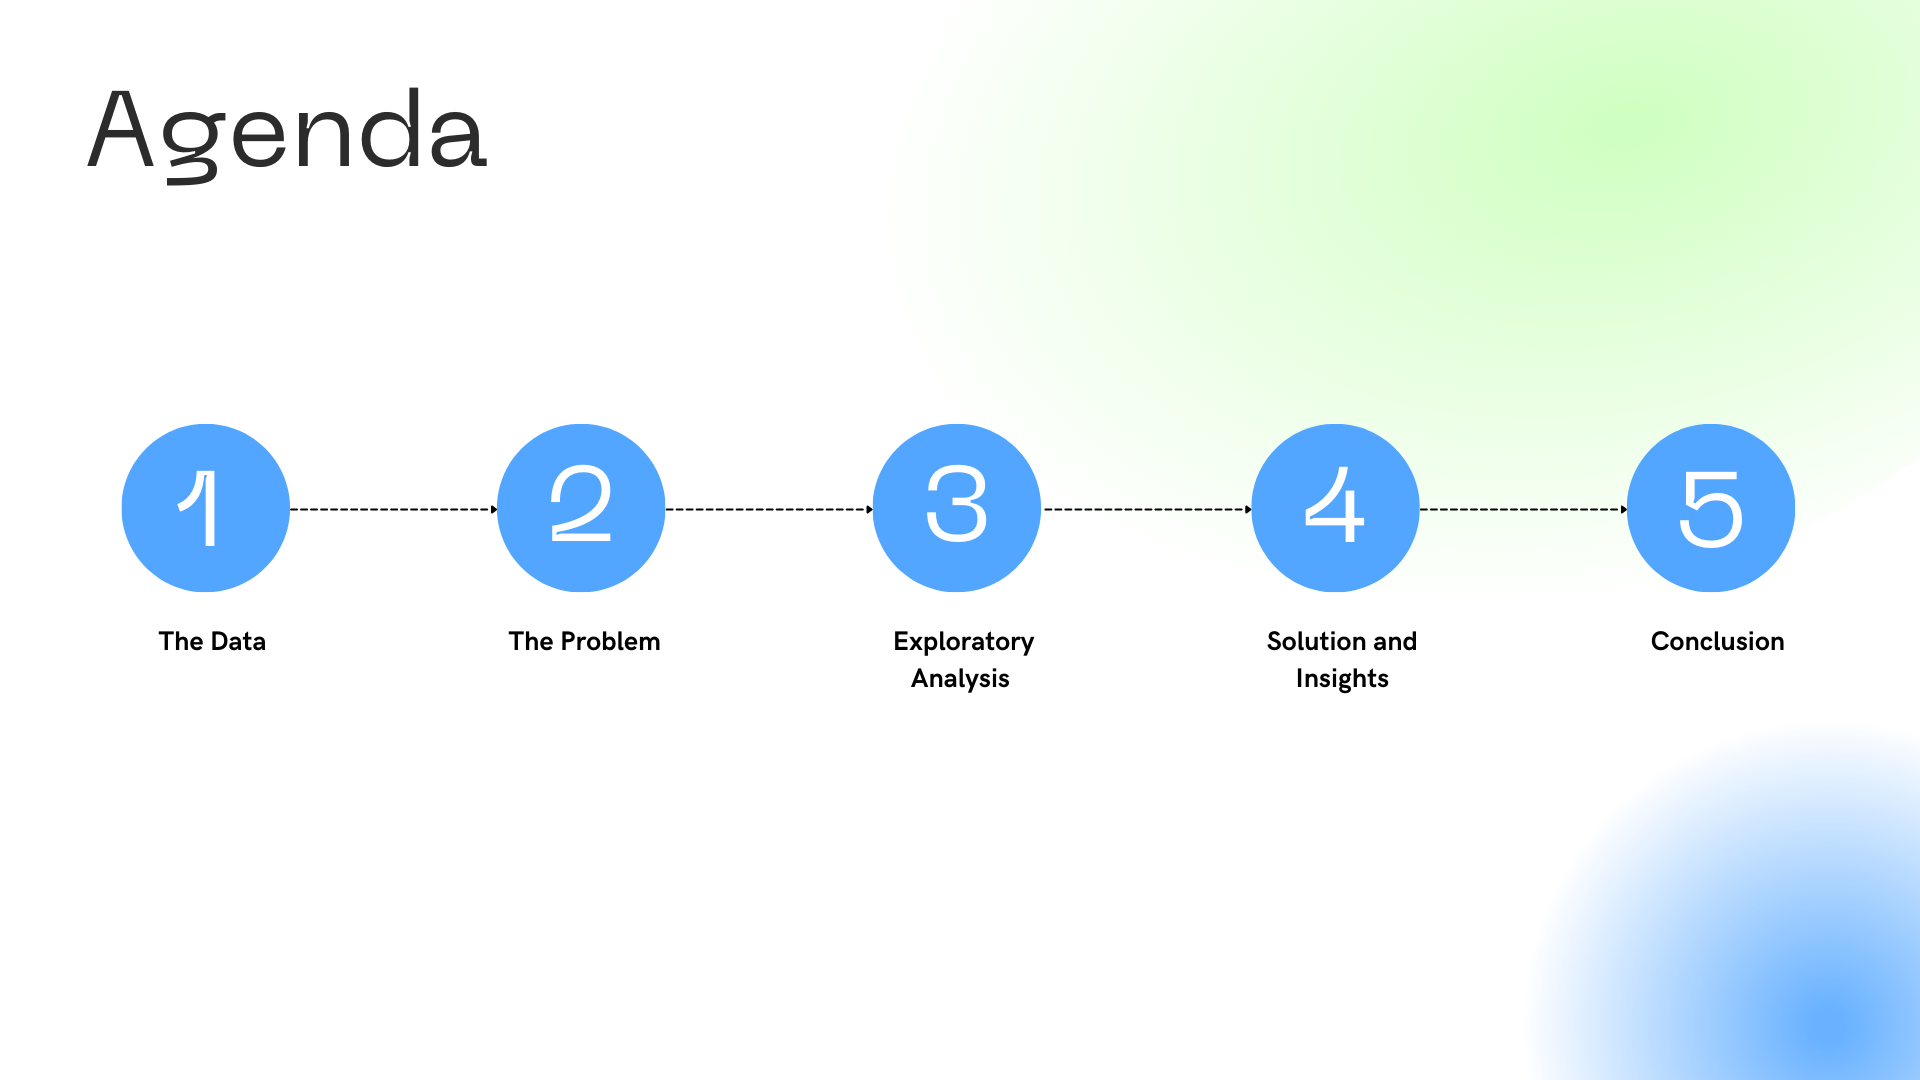 Agenda
1
2
3
4
5
The Data
The Problem
Exploratory
Analysis
Solution and
Insights
Conclusion